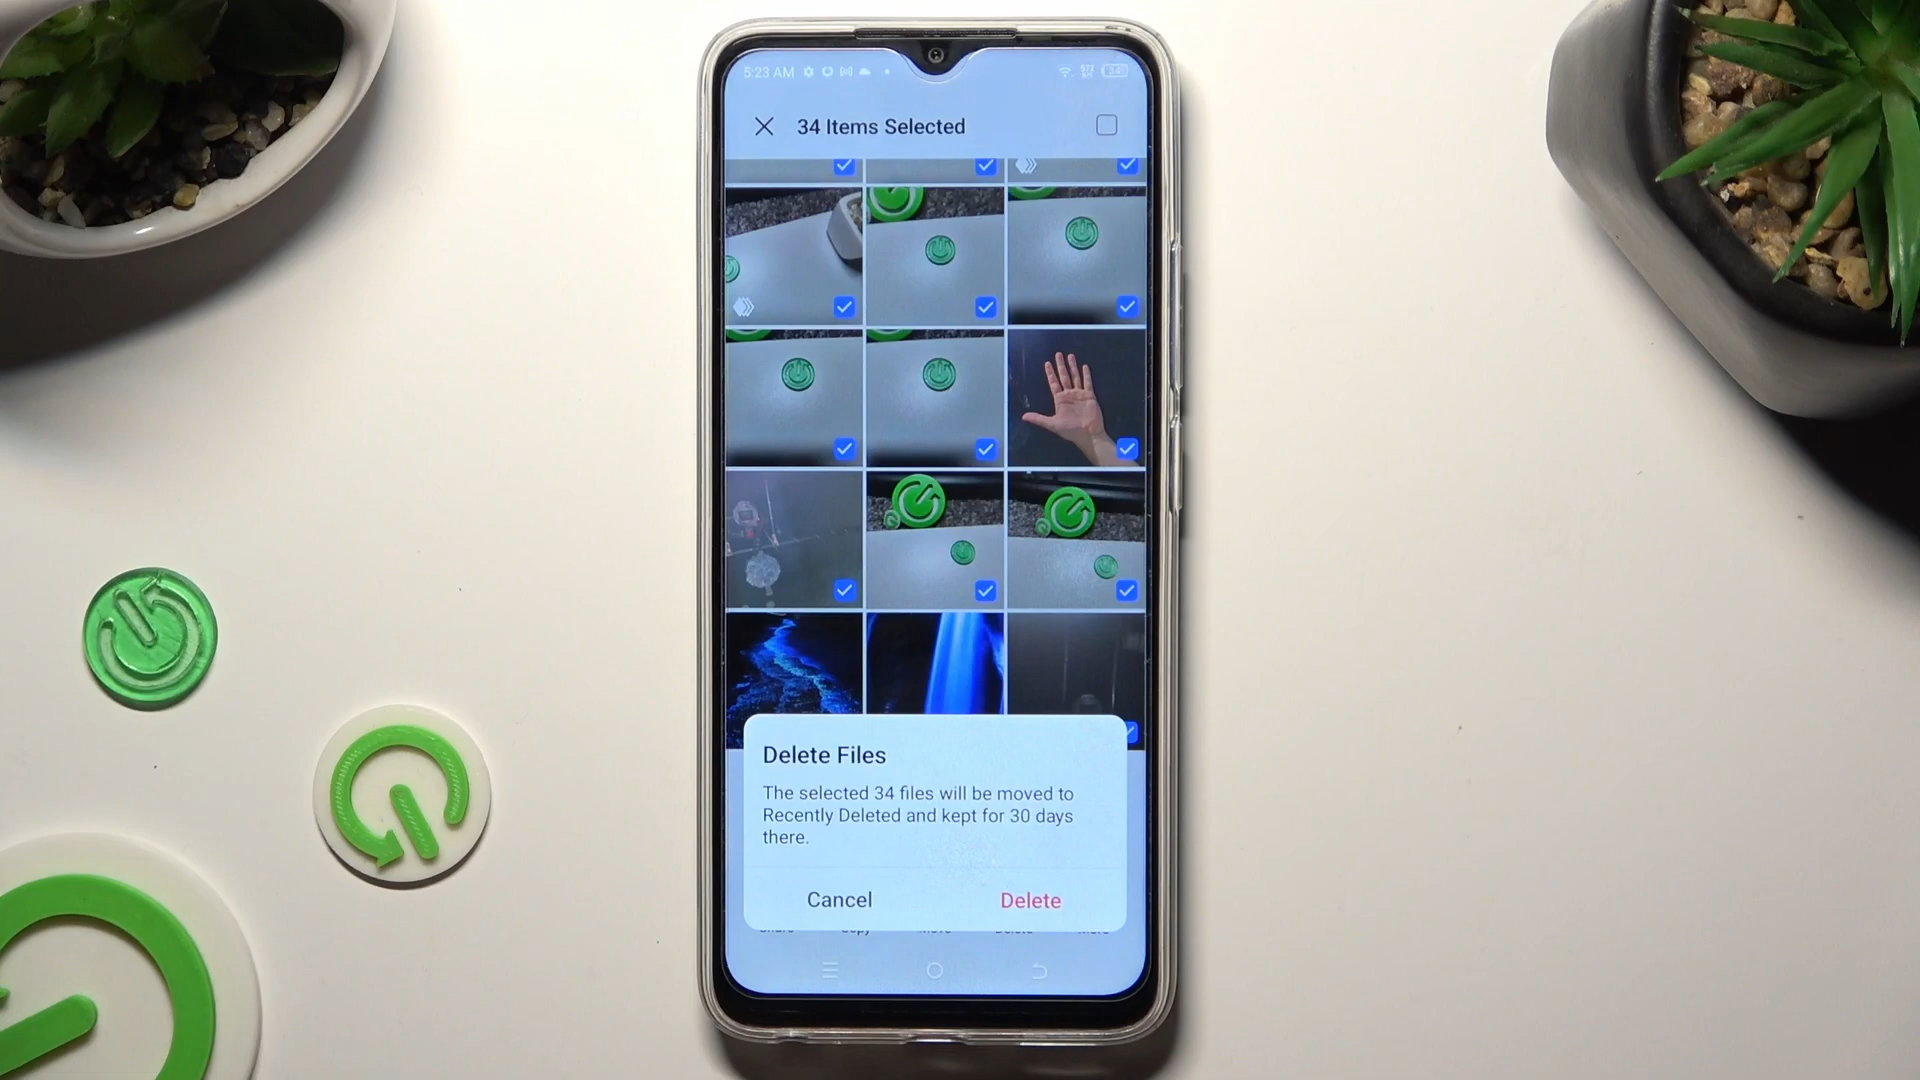 5:23 AM
34 Items Selected
Delete Files
The selected 34 files will be moved to
Recently Deleted and kept for 30 days
there.
Cancel Delete